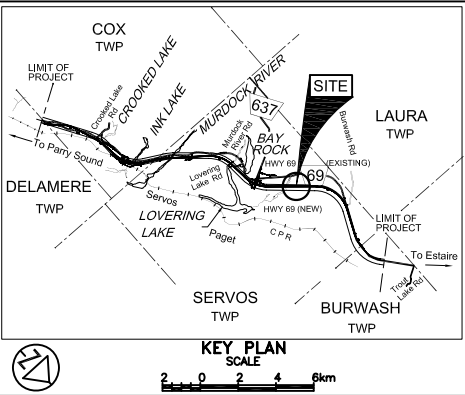 COX
TWP
LIMIT OF
PROJECT
Crooked Lake
Rd
CROOKED LAKE
INK LAKE
MURDOCK RIVER
637
SITE
LAURA
TWP
Murdock
River Rd
BAY
ROCK
HWY 69
Burwash Rd
69
(EXISTING)
To Parry Sound
DELAMERE
TWP
Servos
Lovering
Lake Rd
LOVERING
LAKE
HWY 69 (NEW)
Paget
C P R
LIMIT OF
PROJECT
To Estaire
Trout
Lake Rd
SERVOS
TWP
BURWASH
TWP
N
KEY PLAN
SCALE
2 0 2 4 6km